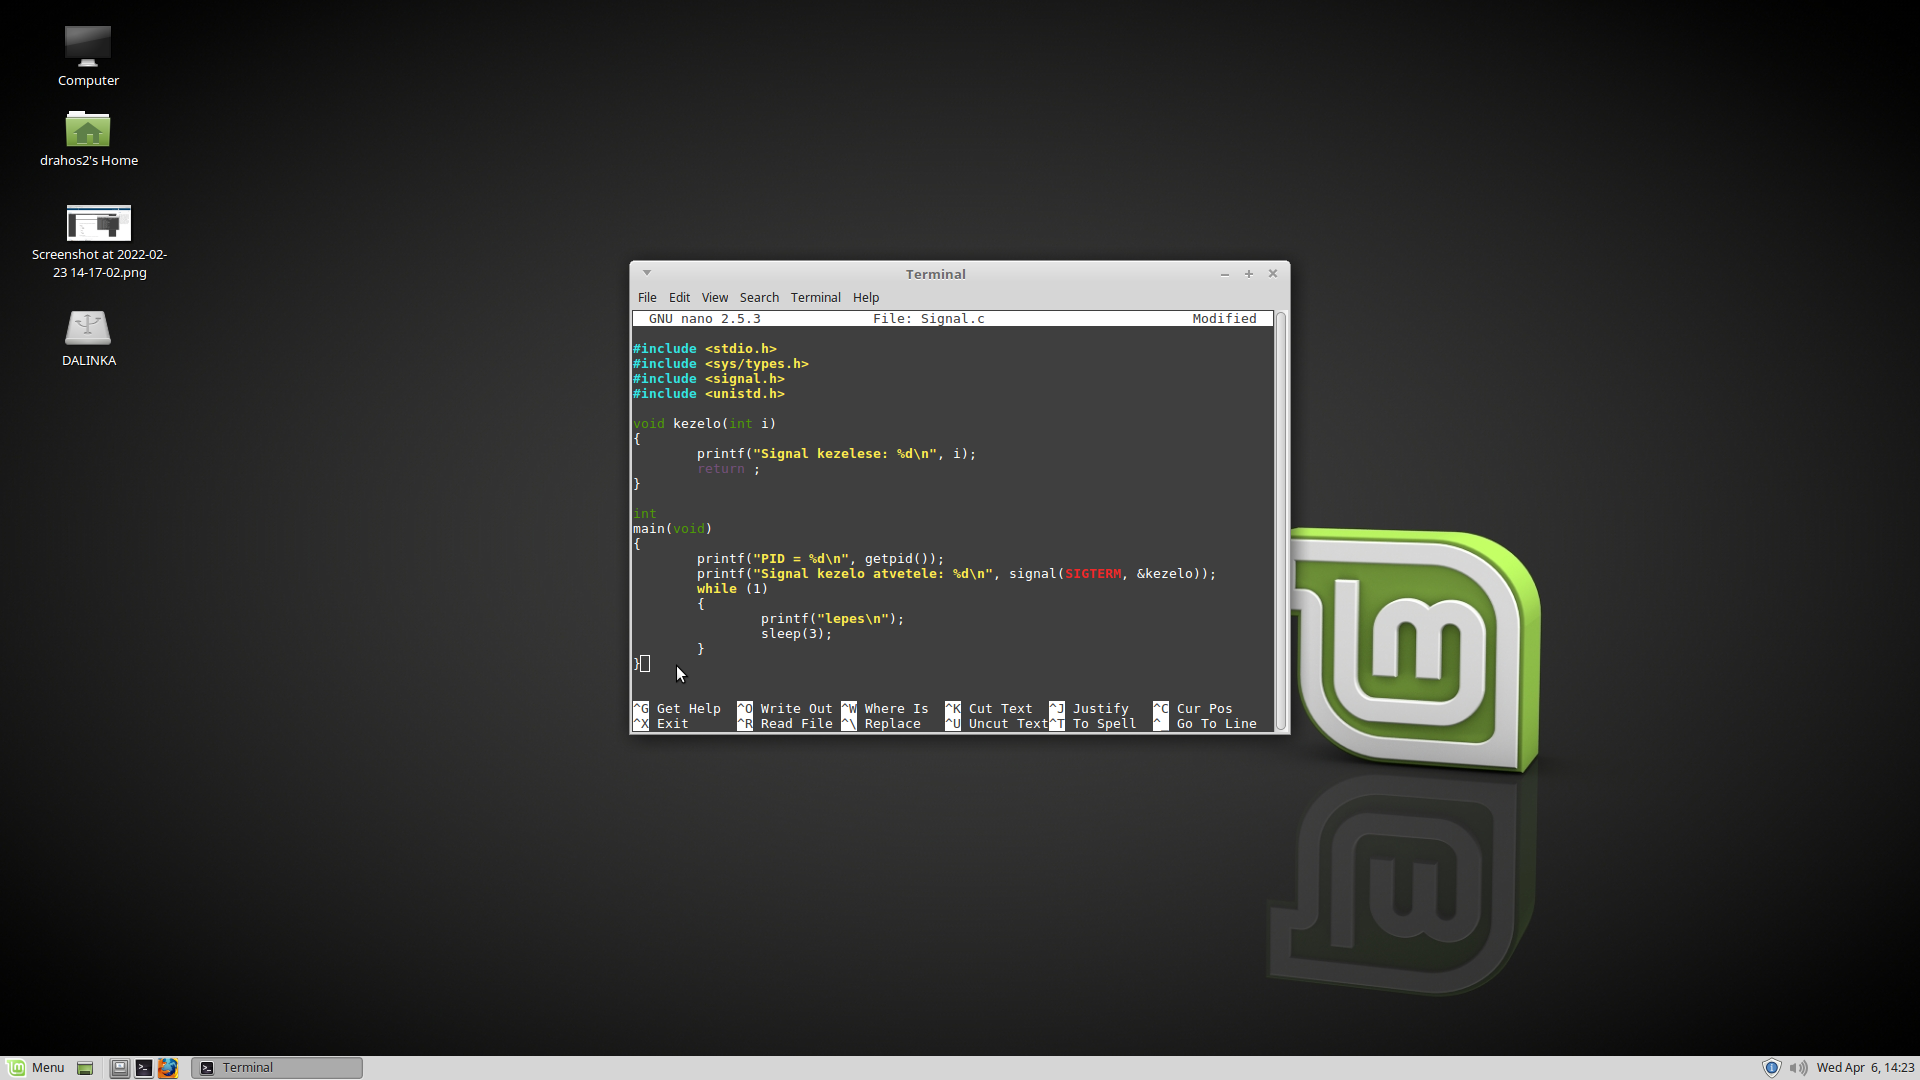 Computer
drahos2's Home
Screenshot at 2022-02-
23 14-17-02.png
DALINKA
Terminal
File Edit View Search Terminal Help
GNU nano 2.5.3 File: Signal.c Modified
#include <stdio.h>
#include <sys/types.h>
#include <signal.h>
#include <unistd.h>
void kezelo(int i)
{
printf("Signal kezelese: %d\n", i);
return ;
}
int
main(void)
{
printf("PID = %d\n", getpid());
printf("Signal kezelo atvetele: %d\n", signal(SIGTERM, &kezelo));
while (1)
{
printf("lepes\n");
sleep(3);
}
}
^G Get Help ^O Write Out ^W Where Is ^K Cut Text ^J Justify ^C Cur Pos
^X Exit ^R Read File ^\ Replace ^U Uncut Text ^T To Spell ^_ Go To Line
Menu Terminal Wed Apr 6, 14:23